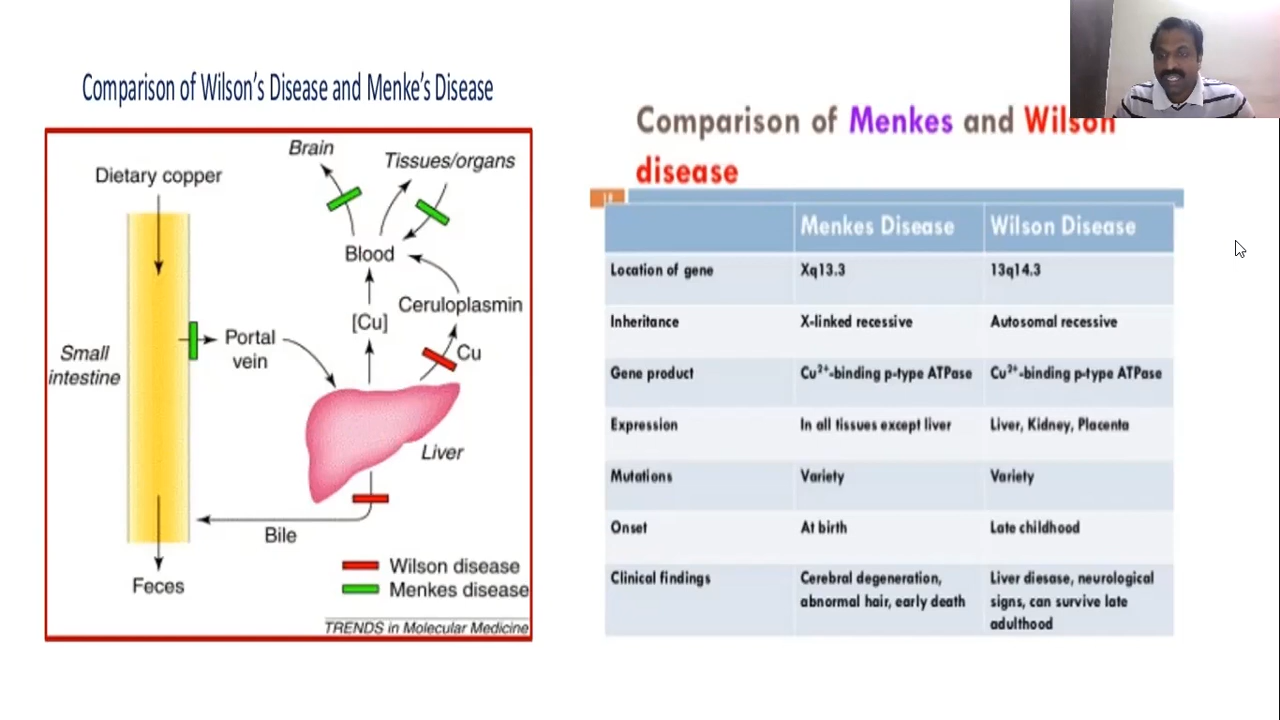 Comparison of Wilson's Disease and Menke's Disease
Brain
Tissues/organs
Dietary copper
Blood
Ceruloplasmin
[Cu]
Cu
Small
intestine
Portal
vein
Liver
Bile
Feces
Wilson disease
Menkes disease
TRENDS in Molecular Medicine
Comparison of Menkes and Wilson
disease
Menkes Disease Wilson Disease
Location of gene Xq13.3 13q14.3
Inheritance X-linked recessive Autosomal recessive
Gene product Cu²⁺-binding p-type ATPase Cu²⁺-binding p-type ATPase
Expression In all tissues except liver Liver, Kidney, Placenta
Mutations Variety Variety
Onset At birth Late childhood
Clinical findings Cerebral degeneration, Liver diesase, neurological
abnormal hair, early death signs, can survive late
adulthood